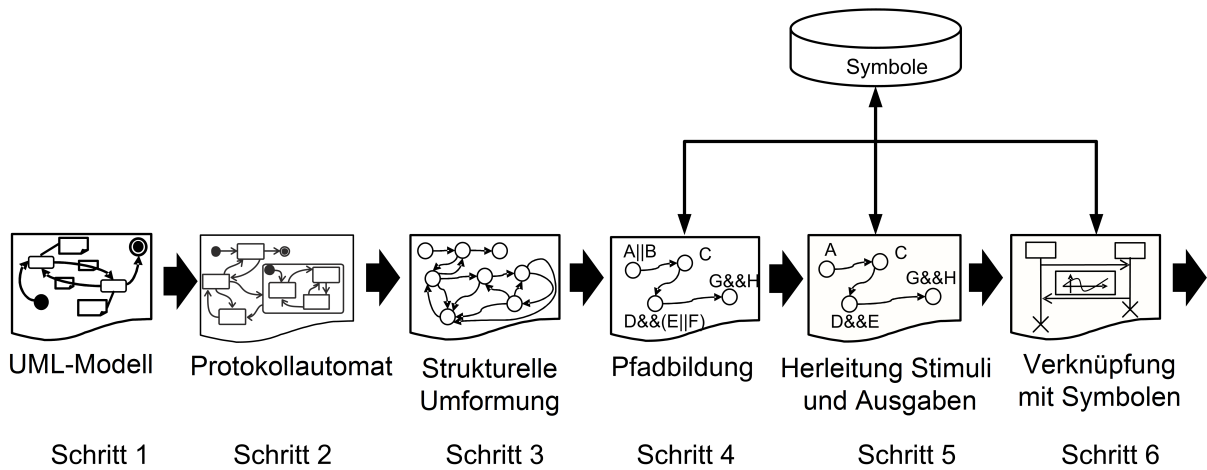 Symbole
A||B
C
G&&H
D&&(E||F)
A
C
G&&H
D&&E
UML-Modell
Protokollautomat
Strukturelle
Umformung
Pfadbildung
Herleitung Stimuli
und Ausgaben
Verknüpfung
mit Symbolen
Schritt 1
Schritt 2
Schritt 3
Schritt 4
Schritt 5
Schritt 6